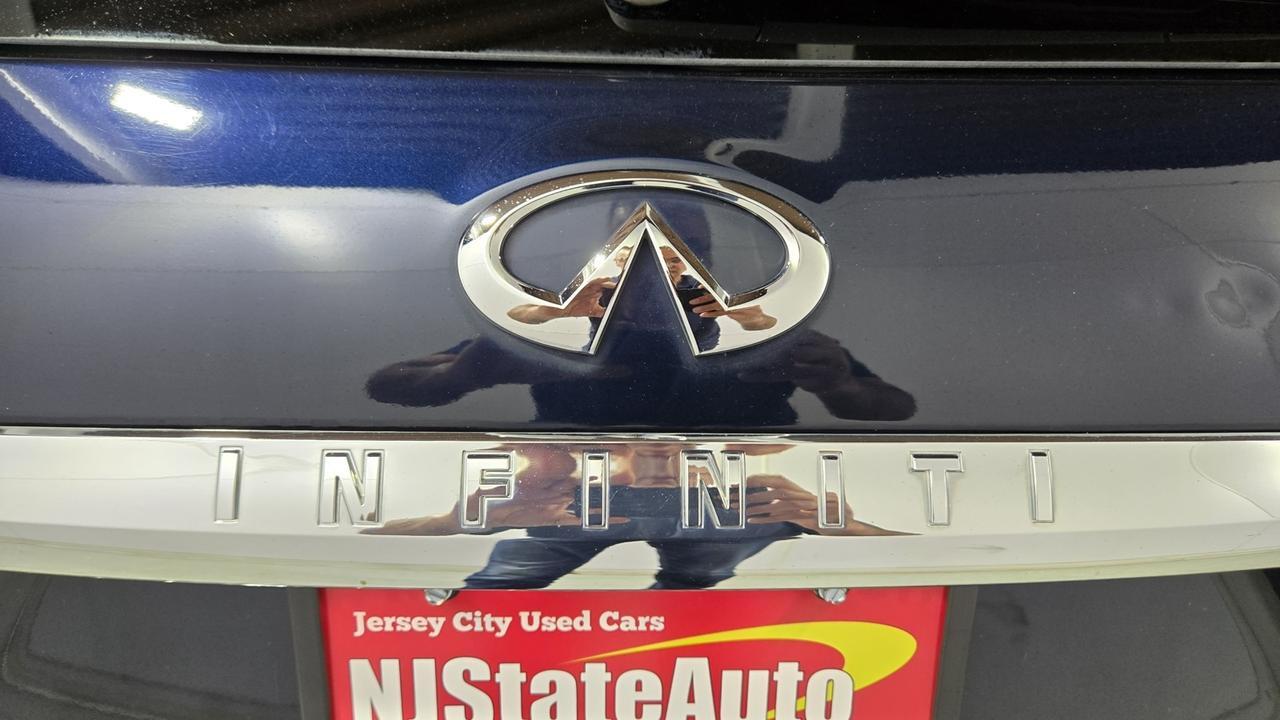 INFINITI
Jersey City Used Cars
NJStateAuto